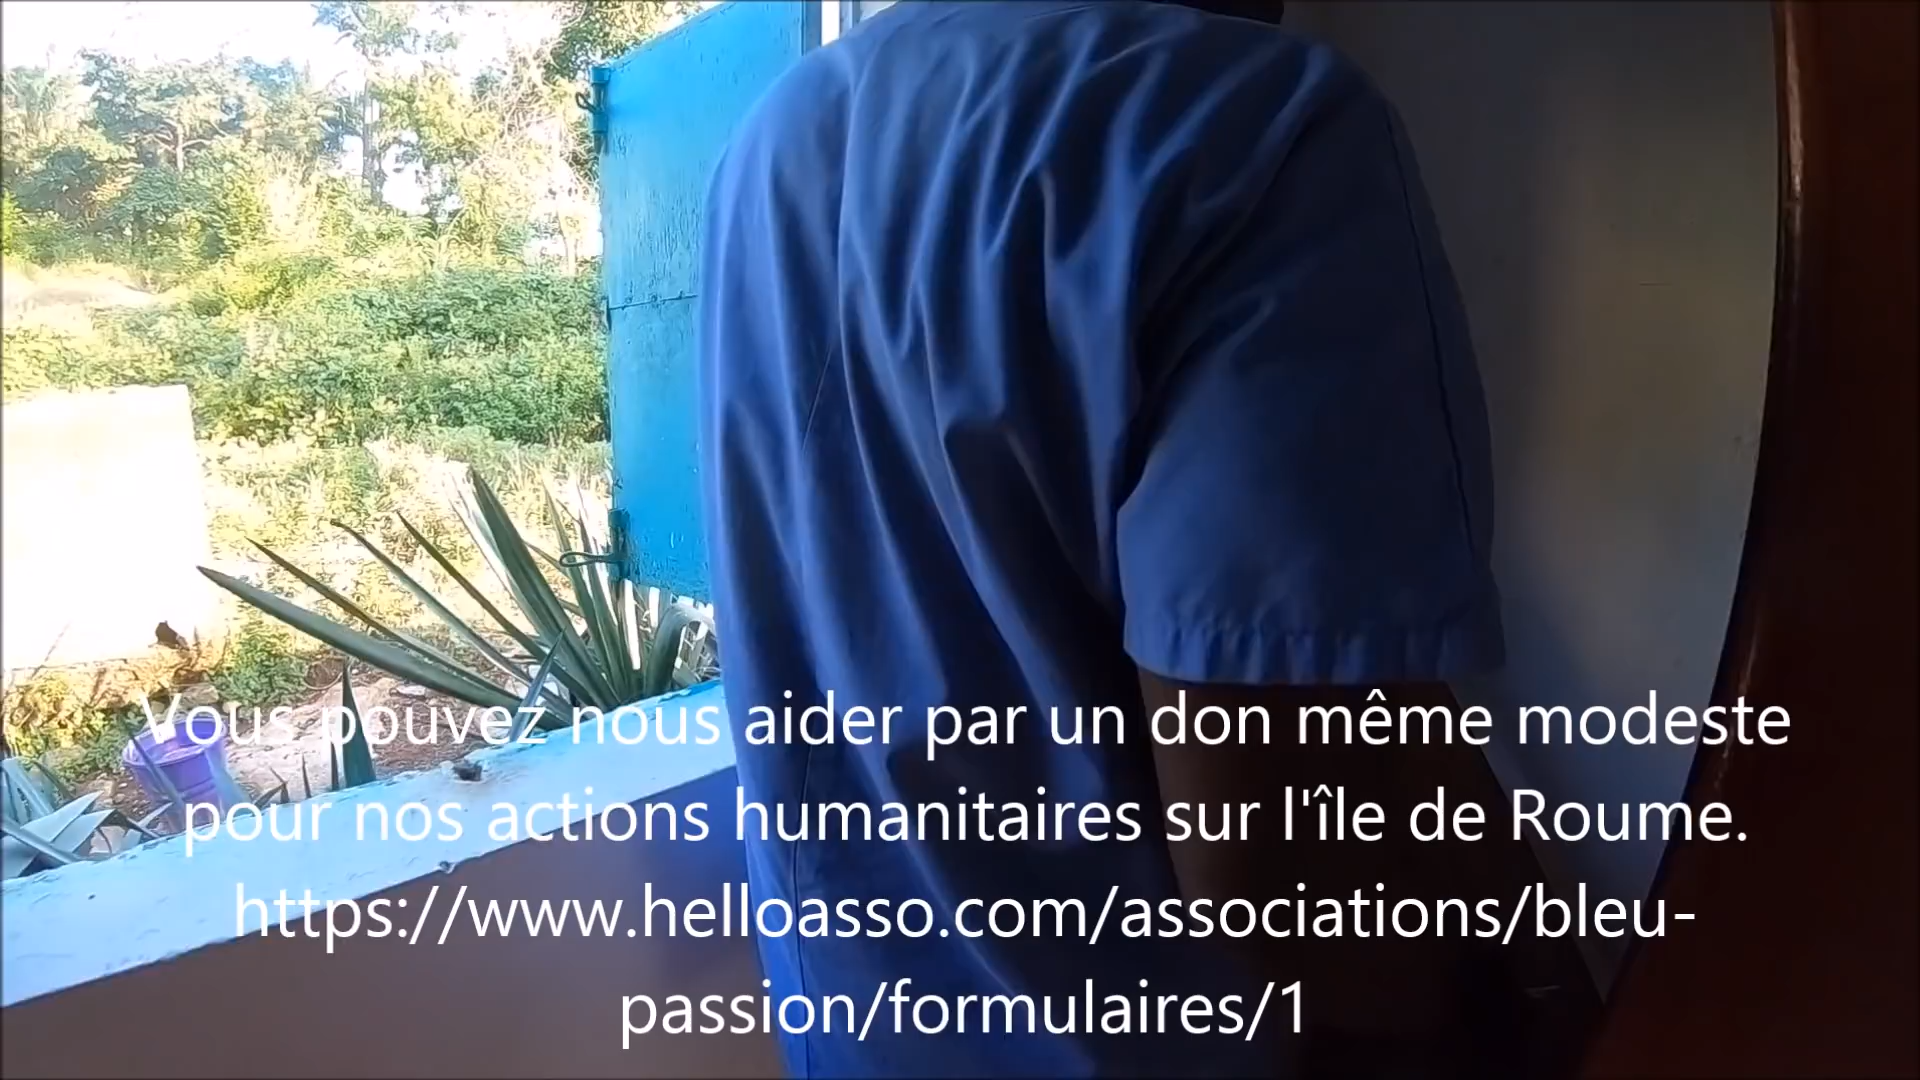 Vous pouvez nous aider par un don même modeste
pour nos actions humanitaires sur l'île de Roume.
https://www.helloasso.com/associations/bleu-
passion/formulaires/1